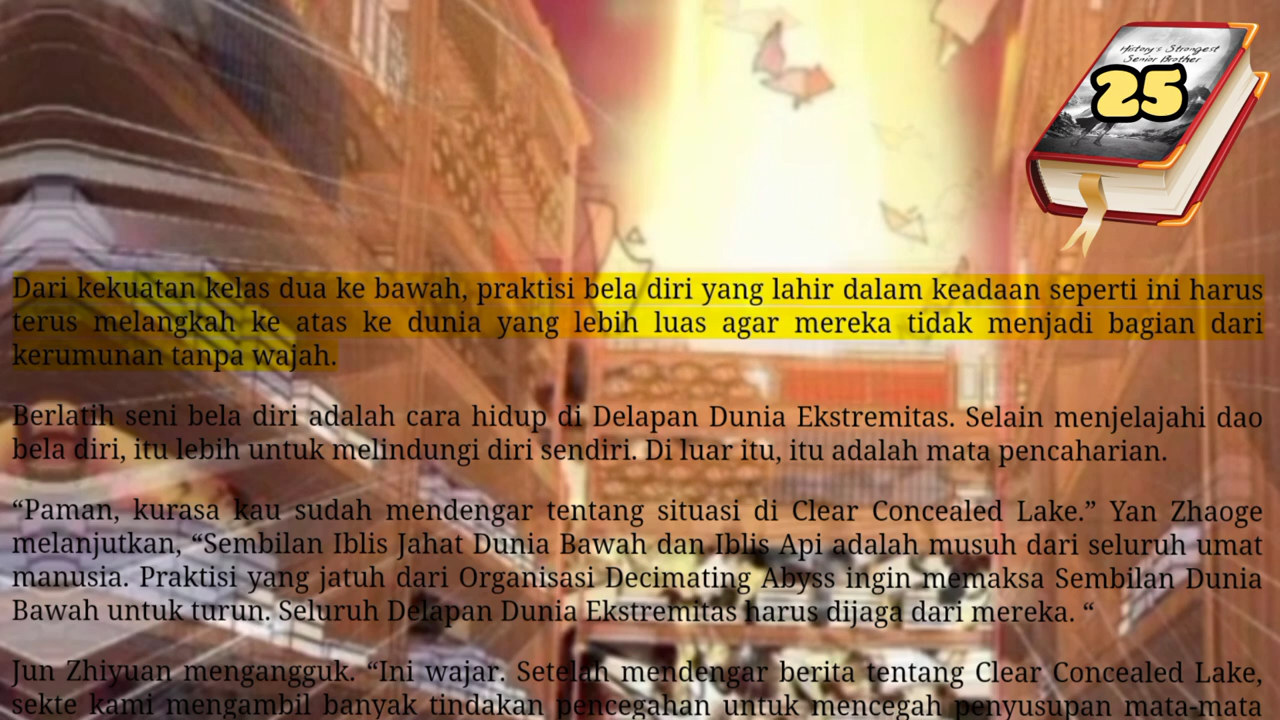 History's Strongest
Senior Brother
25
Dari kekuatan kelas dua ke bawah, praktisi bela diri yang lahir dalam keadaan seperti ini harus
terus melangkah ke atas ke dunia yang lebih luas agar mereka tidak menjadi bagian dari
kerumunan tanpa wajah.
Berlatih seni bela diri adalah cara hidup di Delapan Dunia Ekstremitas. Selain menjelajahi dao
bela diri, itu lebih untuk melindungi diri sendiri. Di luar itu, itu adalah mata pencaharian.
“Paman, kurasa kau sudah mendengar tentang situasi di Clear Concealed Lake.” Yan Zhaoge
melanjutkan, “Sembilan Iblis Jahat Dunia Bawah dan Iblis Api adalah musuh dari seluruh umat
manusia. Praktisi yang jatuh dari Organisasi Decimating Abyss ingin memaksa Sembilan Dunia
Bawah untuk turun. Seluruh Delapan Dunia Ekstremitas harus dijaga dari mereka. “
Jun Zhiyuan mengangguk. “Ini wajar. Setelah mendengar berita tentang Clear Concealed Lake,
sekte kami mengambil banyak tindakan pencegahan untuk mencegah penyusupan mata-mata